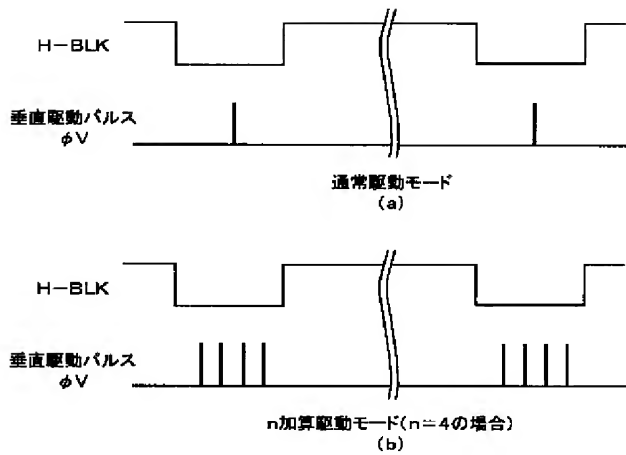 H－BLK
垂直駆動パルス
φV
通常駆動モード
(a)
H－BLK
垂直駆動パルス
φV
n加算駆動モード(n＝4の場合)
(b)